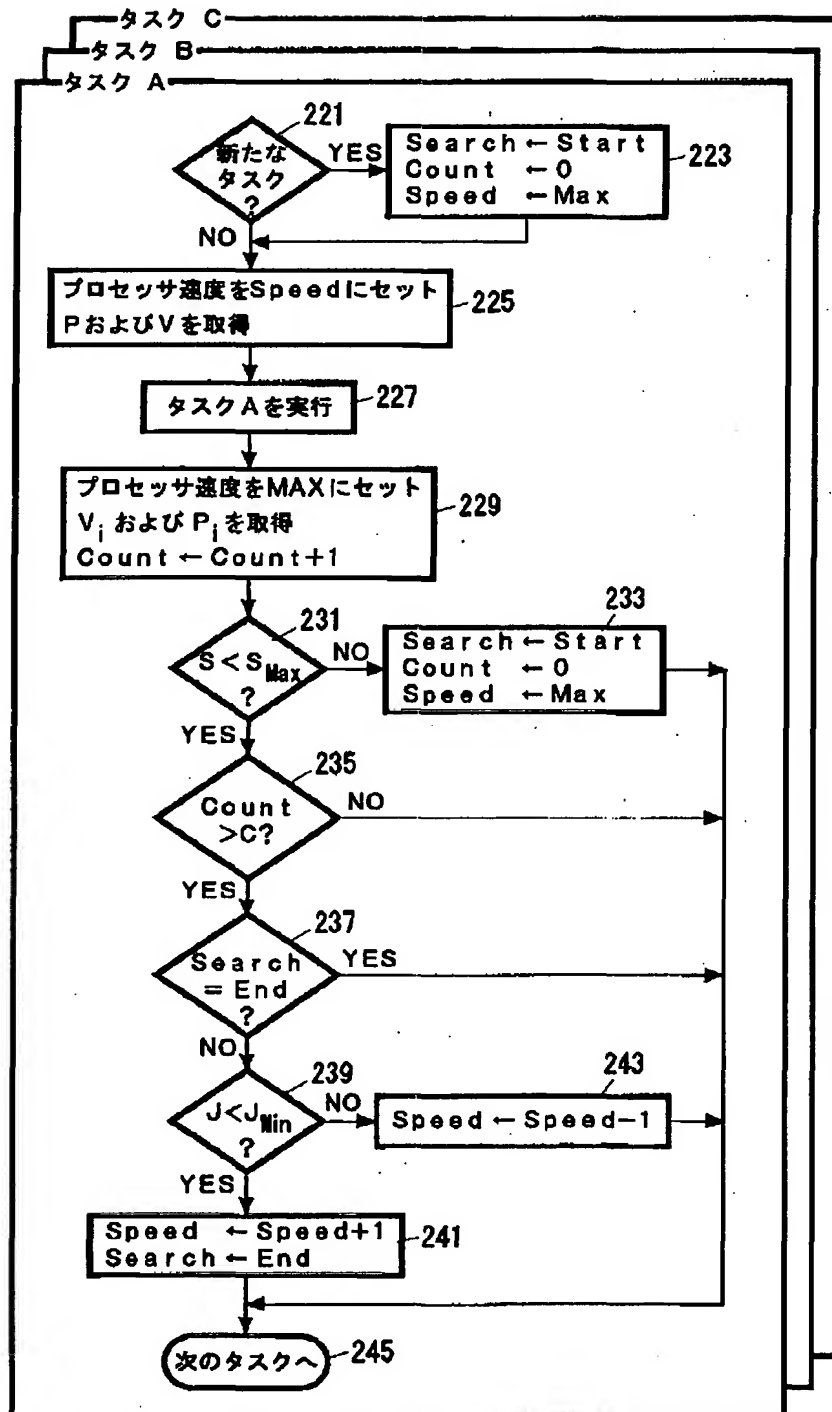 タスク C
タスク B
タスク A
221
新たな
タスク
?
YES
Search←Start
Count ←0
Speed ←Max
223
NO
プロセッサ速度をSpeedにセット
PおよびVを取得
225
タスクAを実行
227
プロセッサ速度をMAXにセット
Vi およびPiを取得
Count←Count+1
229
231
S<SMax
?
NO
233
Search←Start
Count ←0
Speed ←Max
YES
235
Count
>C?
NO
YES
237
Search
=End
?
YES
NO
239
J<JMin
?
NO
243
Speed←Speed-1
YES
Speed ←Speed+1
Search←End
241
次のタスクへ
245